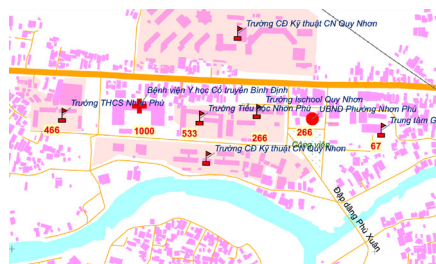 Trường CĐ Kỹ thuật CN Quy Nhơn
Bệnh viện Y học Cổ truyền Bình Định
Trường THCS Nhơn Phú
Trường Ischool Quy Nhơn
Trường Tiểu học Nhơn Phú
UBND Phường Nhơn Phú
Trung tâm G
466
1000
533
266
266
67
Công viên
Trường CĐ Kỹ thuật CN Quy Nhơn
Đập dâng Phú Xuân